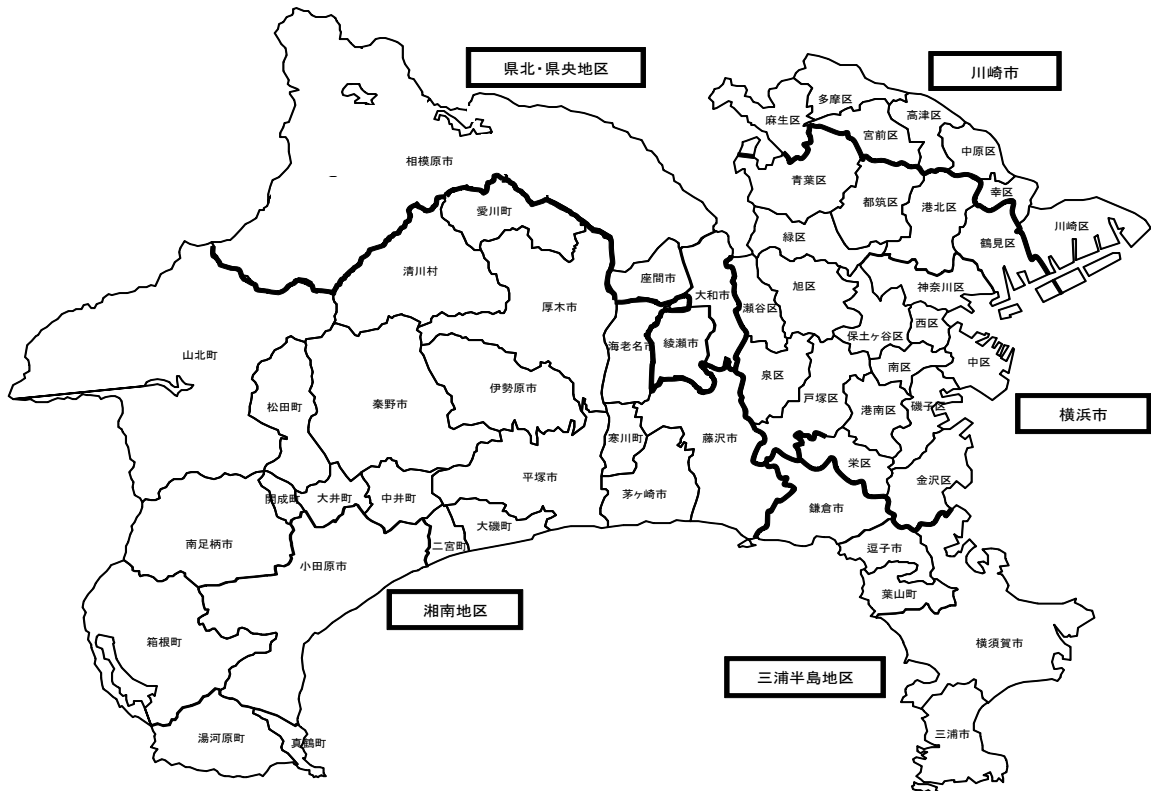 県北・県央地区
川崎市
多摩区
麻生区
高津区
宮前区
中原区
相模原市
青葉区
幸区
愛川町
都筑区
港北区
川崎区
緑区
鶴見区
清川村
座間市
旭区
神奈川区
厚木市
大和市
瀬谷区
西区
山北町
海老名市
綾瀬市
保土ヶ谷区
中区
泉区
南区
伊勢原市
秦野市
松田町
戸塚区
港南区
磯子区
横浜市
寒川町
藤沢市
栄区
平塚市
金沢区
開成町
大井町
中井町
茅ヶ崎市
鎌倉市
大磯町
南足柄市
二宮町
逗子市
小田原市
葉山町
湘南地区
箱根町
横須賀市
三浦半島地区
三浦市
湯河原町
真鶴町